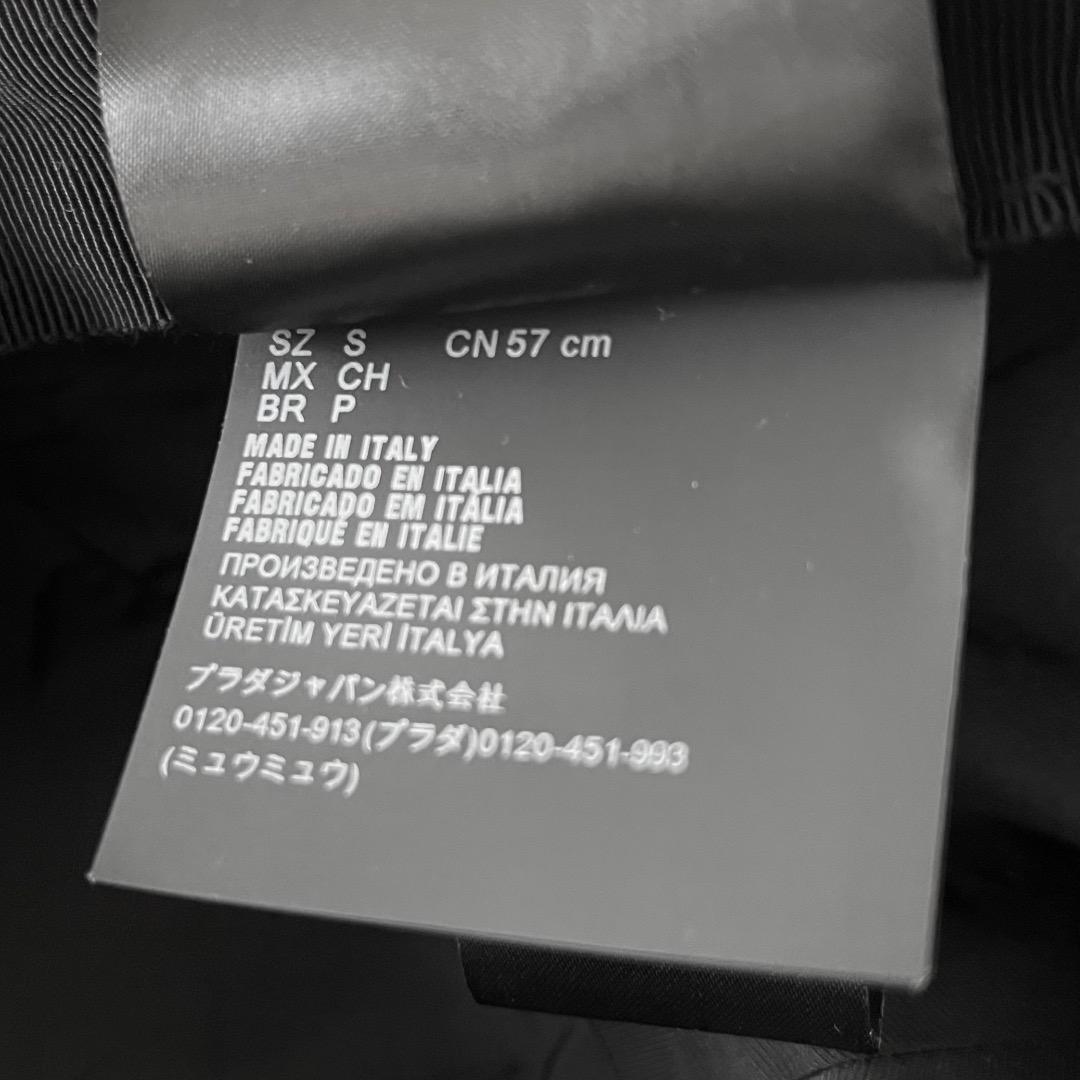 SZ S CN 57 cm
MX CH
BR P
MADE IN ITALY
FABRICADO EN ITALIA
FABRICADO EM ITÁLIA
FABRIQUÉ EN ITALIE
ПРОИЗВЕДЕНО В ИТАЛИЯ
ΚΑΤΑΣΚΕΥΑΖΕΤΑΙ ΣΤΗΝ ΙΤΑΛΙΑ
ÜRETİM YERİ İTALYA
プラダジャパン株式会社
0120-451-913(プラダ)0120-451-993
(ミュウミュウ)